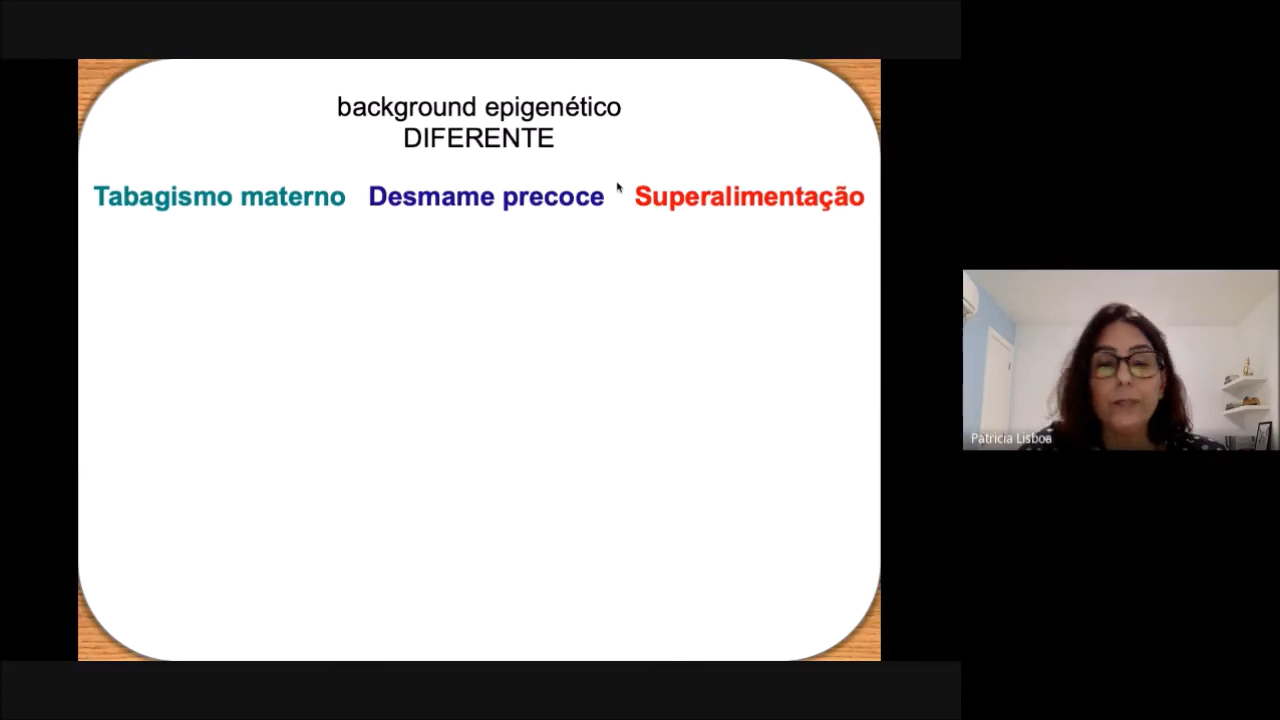 background epigenético
DIFERENTE
Tabagismo materno Desmame precoce Superalimentação
Patricia Lisboa